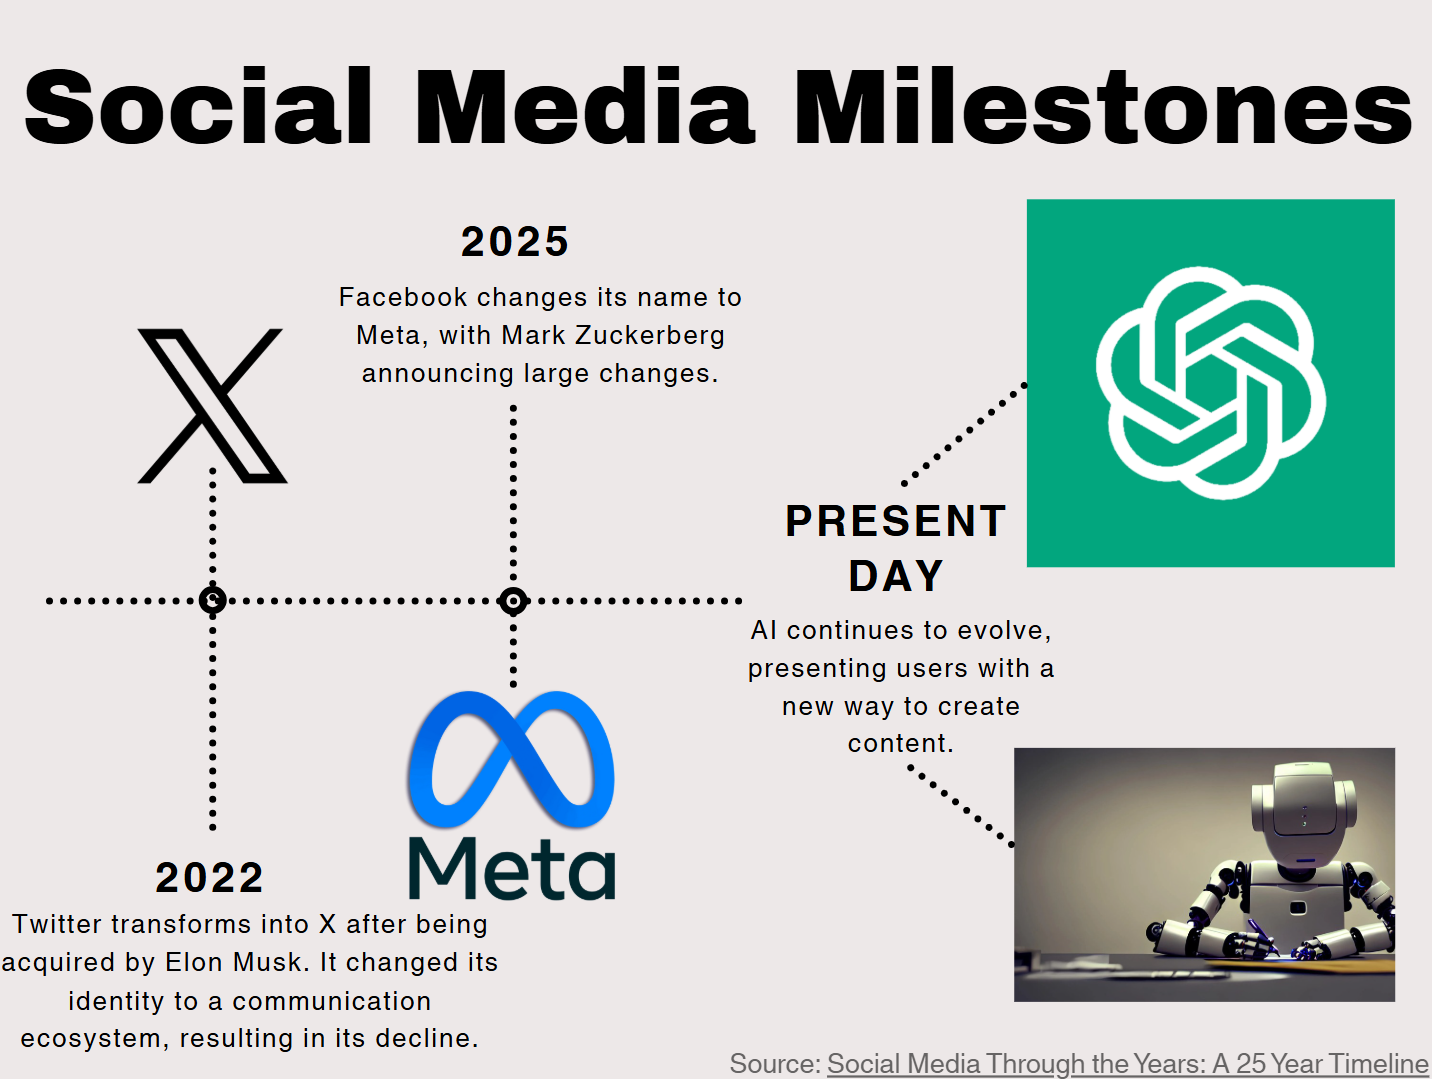 Social Media Milestones
2025
Facebook changes its name to
Meta, with Mark Zuckerberg
announcing large changes.
PRESENT
DAY
AI continues to evolve,
presenting users with a
new way to create
content.
Meta
2022
Twitter transforms into X after being
acquired by Elon Musk. It changed its
identity to a communication
ecosystem, resulting in its decline.
Source: Social Media Through the Years: A 25 Year Timeline